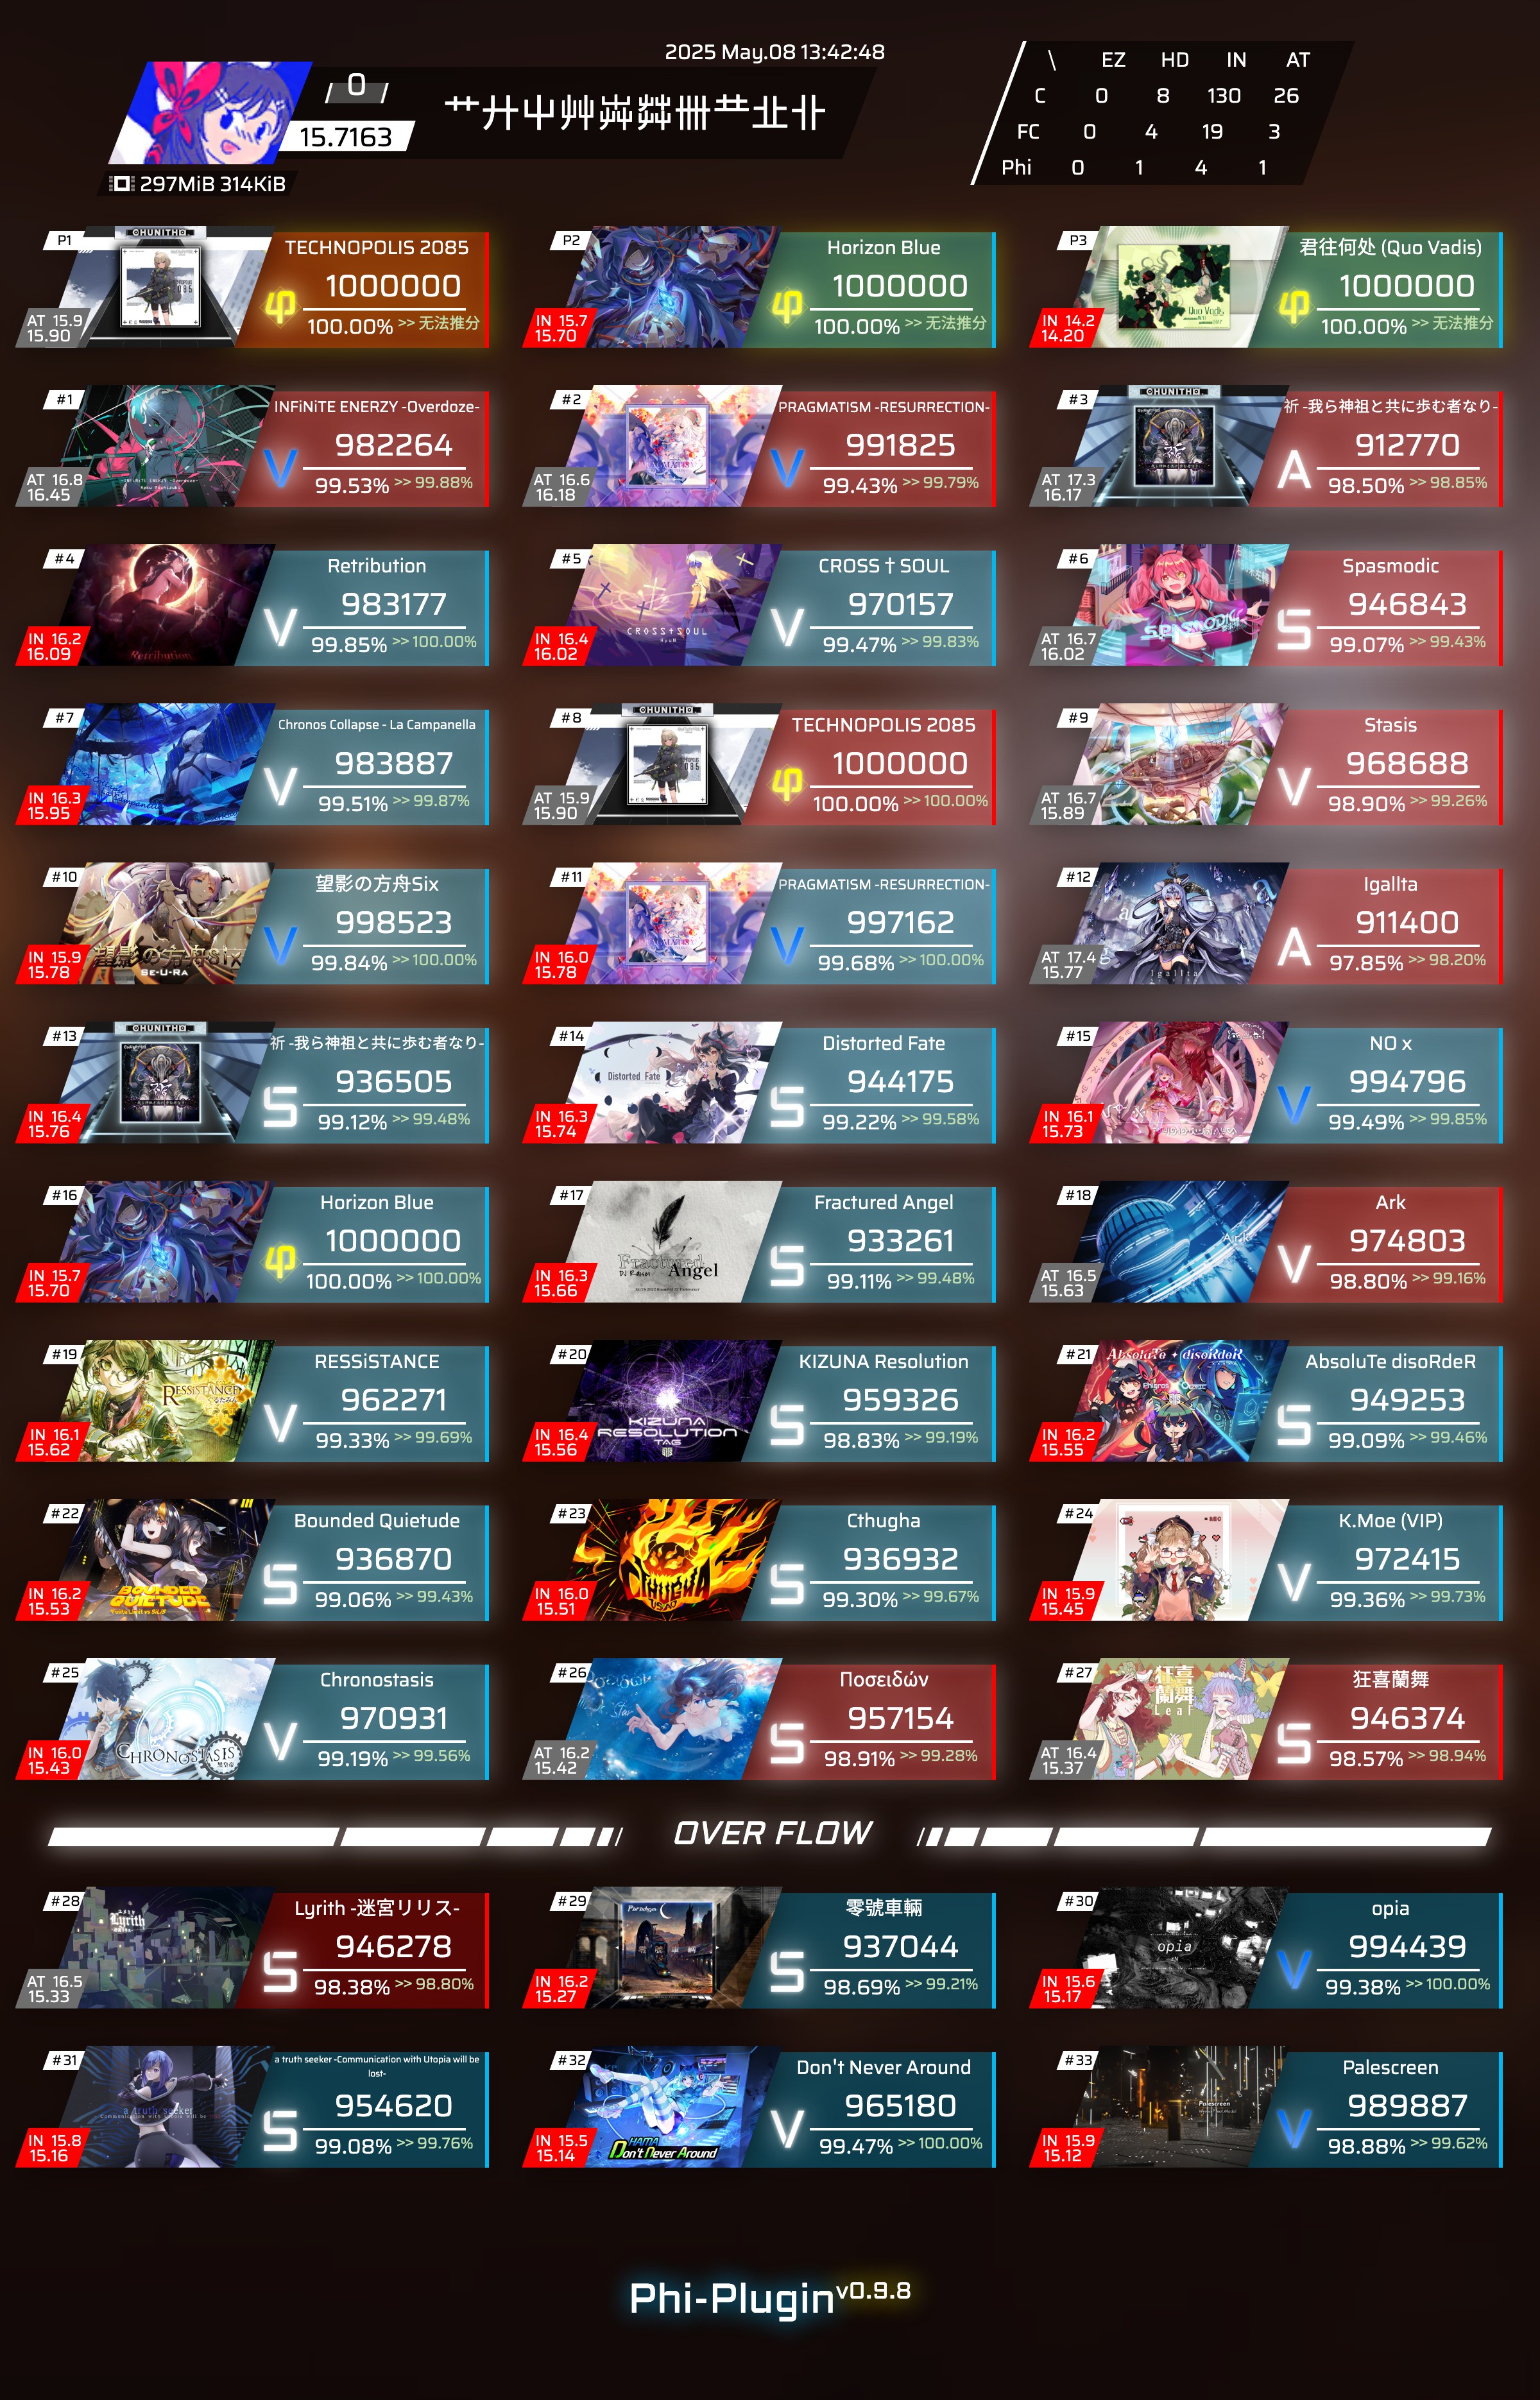 2025 May.08 13:42:48
0
15.7163
297MiB 314KiB
\ EZ HD IN AT
C 0 8 130 26
FC 0 4 19 3
Phi 0 1 4 1
P1
TECHNOPOLIS 2085
1000000
AT 15.9
15.90
100.00% >> 无法推分
P2
Horizon Blue
1000000
IN 15.7
15.70
100.00% >> 无法推分
P3
君往何处 (Quo Vadis)
1000000
IN 14.2
14.20
100.00% >> 无法推分
#1
INFiNiTE ENERZY -Overdoze-
982264
AT 16.8
16.45
V
99.53% >> 99.88%
#2
PRAGMATISM -RESURRECTION-
991825
AT 16.6
16.18
V
99.43% >> 99.79%
#3
祈 -我ら神祖と共に歩む者なり-
912770
AT 17.3
16.17
A
98.50% >> 98.85%
#4
Retribution
983177
IN 16.2
16.09
V
99.85% >> 100.00%
#5
CROSS † SOUL
970157
IN 16.4
16.02
V
99.47% >> 99.83%
#6
Spasmodic
946843
AT 16.7
16.02
S
99.07% >> 99.43%
#7
Chronos Collapse - La Campanella
983887
IN 16.3
15.95
V
99.51% >> 99.87%
#8
TECHNOPOLIS 2085
1000000
AT 15.9
15.90
100.00% >> 100.00%
#9
Stasis
968688
AT 16.7
15.89
V
98.90% >> 99.26%
#10
望影の方舟Six
998523
IN 15.9
15.78
V
99.84% >> 100.00%
#11
PRAGMATISM -RESURRECTION-
997162
IN 16.0
15.78
V
99.68% >> 100.00%
#12
Igallta
911400
AT 17.4
15.77
A
97.85% >> 98.20%
#13
祈 -我ら神祖と共に歩む者なり-
936505
IN 16.4
15.76
S
99.12% >> 99.48%
#14
Distorted Fate
944175
IN 16.3
15.74
S
99.22% >> 99.58%
#15
NO x
994796
IN 16.1
15.73
V
99.49% >> 99.85%
#16
Horizon Blue
1000000
IN 15.7
15.70
100.00% >> 100.00%
#17
Fractured Angel
933261
IN 16.3
15.66
S
99.11% >> 99.48%
#18
Ark
974803
AT 16.5
15.63
V
98.80% >> 99.16%
#19
RESSiSTANCE
962271
IN 16.1
15.62
V
99.33% >> 99.69%
#20
KIZUNA Resolution
959326
IN 16.4
15.56
S
98.83% >> 99.19%
#21
AbsoluTe disoRdeR
949253
IN 16.2
15.55
S
99.09% >> 99.46%
#22
Bounded Quietude
936870
IN 16.2
15.53
S
99.06% >> 99.43%
#23
Cthugha
936932
IN 16.0
15.51
S
99.30% >> 99.67%
#24
K.Moe (VIP)
972415
IN 15.9
15.45
V
99.36% >> 99.73%
#25
Chronostasis
970931
IN 16.0
15.43
V
99.19% >> 99.56%
#26
Ποσειδών
957154
AT 16.2
15.42
S
98.91% >> 99.28%
#27
狂喜蘭舞
946374
AT 16.4
15.37
S
98.57% >> 98.94%
OVER FLOW
#28
Lyrith -迷宮リリス-
946278
AT 16.5
15.33
S
98.38% >> 98.80%
#29
零號車輛
937044
IN 16.2
15.27
S
98.69% >> 99.21%
#30
opia
994439
IN 15.6
15.17
V
99.38% >> 100.00%
#31
a truth seeker -Communication with Utopia will be
lost-
954620
IN 15.8
15.16
S
99.08% >> 99.76%
#32
Don't Never Around
965180
IN 15.5
15.14
V
99.47% >> 100.00%
#33
Palescreen
989887
IN 15.9
15.12
V
98.88% >> 99.62%
Phi-Plugin v0.9.8